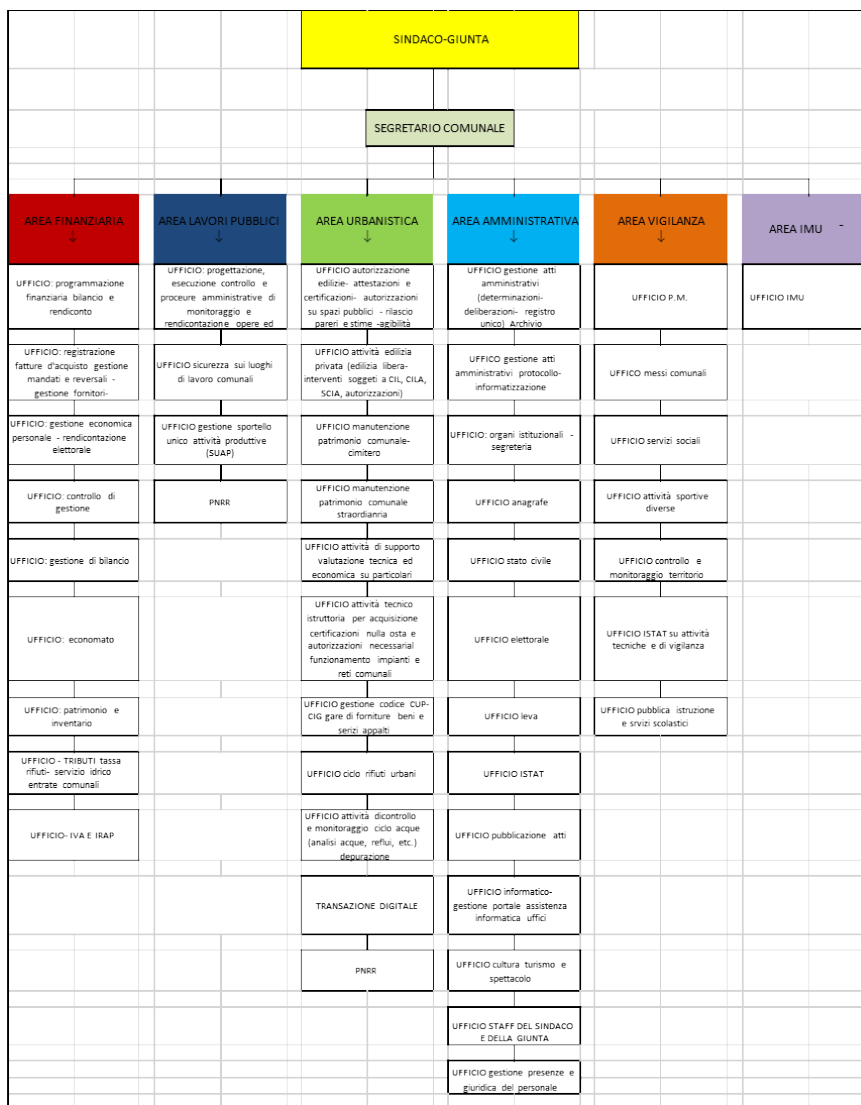 SINDACO-GIUNTA
SEGRETARIO COMUNALE
AREA FINANZIARIA
↓
AREA LAVORI PUBBLICI
↓
AREA URBANISTICA
↓
AREA AMMINISTRATIVA
↓
AREA VIGILANZA
↓
AREA IMU -
UFFICIO: programmazione
finanziaria bilancio e
rendiconto
UFFICIO: registrazione
fatture d'acquisto gestione
mandati e reversali -
gestione fornitori-
UFFICIO: gestione economica
personale - rendicontazione
elettorale
UFFICIO: controllo di
gestione
UFFICIO: gestione di bilancio
UFFICIO: economato
UFFICIO: patrimonio e
inventario
UFFICIO - TRIBUTI tassa
rifiuti- servizio idrico
entrate comunali
UFFICIO- IVA E IRAP
UFFICIO: progettazione,
esecuzione controllo e
proceure amministrative di
monitoraggio e
rendicontazione opere ed
UFFICIO sicurezza sui luoghi
di lavoro comunali
UFFICIO gestione sportello
unico attività produttive
(SUAP)
PNRR
UFFICIO autorizzazione
edilizie- attestazioni e
certificazioni- autorizzazioni
su spazi pubblici - rilascio
pareri e stime -agibilità
UFFICIO attività edilizia
privata (edilizia libera-
interventi soggeti a CIL, CILA,
SCIA, autorizzazioni)
UFFICIO manutenzione
patrimonio comunale-
cimitero
UFFICIO manutenzione
patrimonio comunale
straordianria
UFFICIO attività di supporto
valutazione tecnica ed
economica su particolari
UFFICIO attività tecnico
istruttoria per acquisizione
certificazioni nulla osta e
autorizzazioni necessarial
funzionamento impianti e
reti comunali
UFFICIO gestione codice CUP-
CIG gare di forniture beni e
serizi appalti
UFFICIO ciclo rifiuti urbani
UFFICIO attività dicontrollo
e monitoraggio ciclo acque
(analisi acque, reflui, etc.)
depurazione
TRANSAZIONE DIGITALE
PNRR
UFFICIO gestione atti
amministrativi
(determinazioni-
deliberazioni- registro
unico) Archivio
UFFICO gestione atti
amministrativi protocollo-
informatizzazione
UFFICIO: organi istituzionali -
segreteria
UFFICIO anagrafe
UFFICIO stato civile
UFFICIO elettorale
UFFICIO leva
UFFICIO ISTAT
UFFICIO pubblicazione atti
UFFICIO informatico-
gestione portale assistenza
informatica uffici
UFFICIO cultura turismo e
spettacolo
UFFICIO STAFF DEL SINDACO
E DELLA GIUNTA
UFFICIO gestione presenze e
giuridica del personale
UFFICIO P.M.
UFFICO messi comunali
UFFICIO servizi sociali
UFFICIO attività sportive
diverse
UFFICIO controllo e
monitoraggio territorio
UFFICIO ISTAT su attività
tecniche e di vigilanza
UFFICIO pubblica istruzione
e srvizi scolastici
UFFICIO IMU